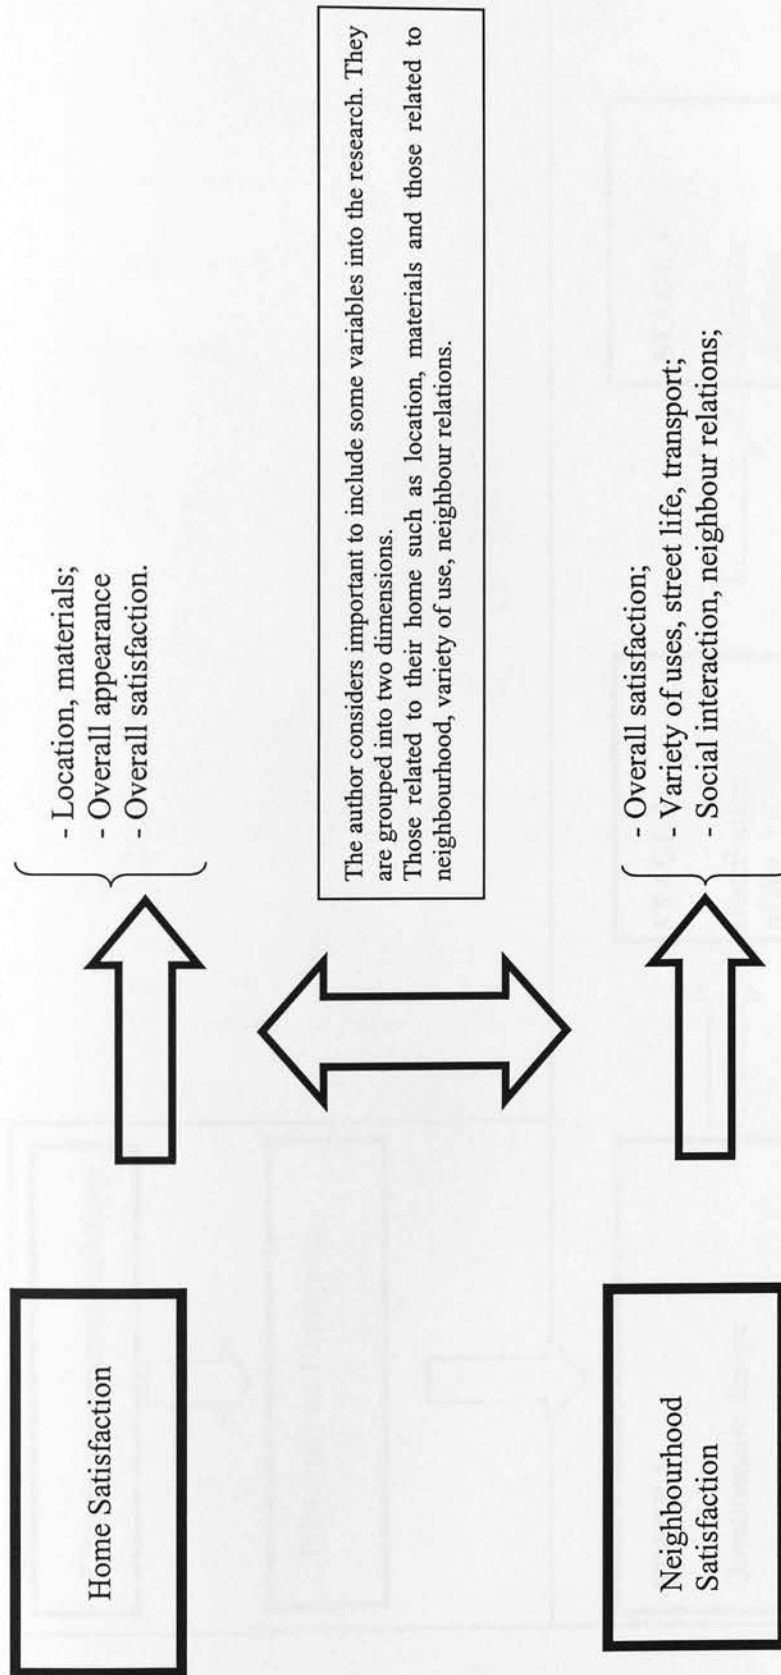 Home Satisfaction
- Location, materials;
- Overall appearance
- Overall satisfaction.
The author considers important to include some variables into the research. They
are grouped into two dimensions.
Those related to their home such as location, materials and those related to
neighbourhood, variety of use, neighbour relations.
Neighbourhood
Satisfaction
- Overall satisfaction;
- Variety of uses, street life, transport;
- Social interaction, neighbour relations;